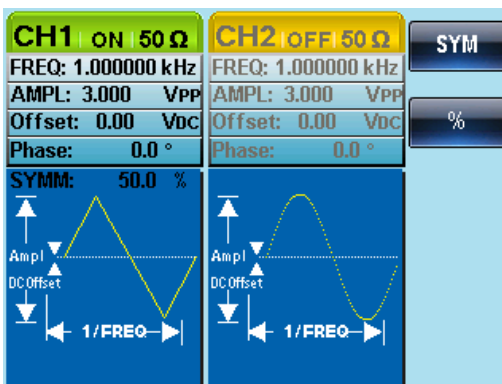 CH1 ON 50 Ω
FREQ: 1.000000 kHz
AMPL: 3.000 VPP
Offset: 0.00 VDC
Phase: 0.0 °
SYMM: 50.0 %
Ampl
DC Offset
1/FREQ
CH2 OFF 50 Ω
FREQ: 1.000000 kHz
AMPL: 3.000 VPP
Offset: 0.00 VDC
Phase: 0.0 °
Ampl
DC Offset
1/FREQ
SYM
%